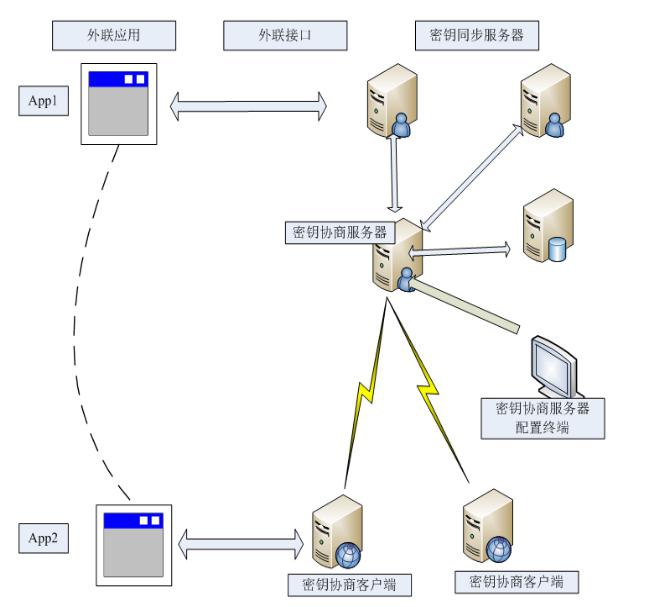 外联应用
外联接口
密钥同步服务器
App1
密钥协商服务器
密钥协商服务器
配置终端
App2
密钥协商客户端
密钥协商客户端